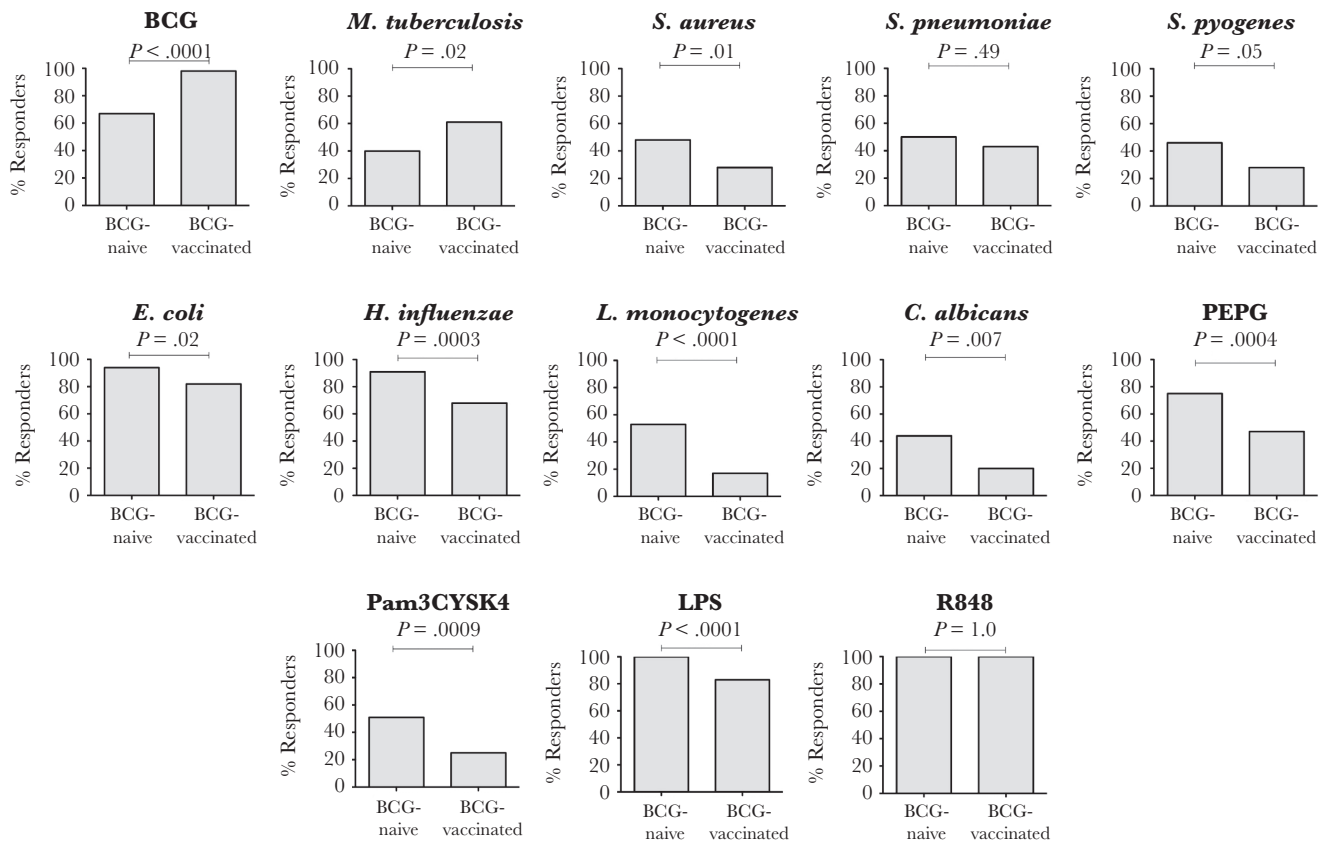 BCG
P < .0001
% Responders
100
80
60
40
20
0
BCG-
naive
BCG-
vaccinated
M. tuberculosis
P = .02
% Responders
100
80
60
40
20
0
BCG-
naive
BCG-
vaccinated
S. aureus
P = .01
% Responders
100
80
60
40
20
0
BCG-
naive
BCG-
vaccinated
S. pneumoniae
P = .49
% Responders
100
80
60
40
20
0
BCG-
naive
BCG-
vaccinated
S. pyogenes
P = .05
% Responders
100
80
60
40
20
0
BCG-
naive
BCG-
vaccinated
E. coli
P = .02
% Responders
100
80
60
40
20
0
BCG-
naive
BCG-
vaccinated
H. influenzae
P = .0003
% Responders
100
80
60
40
20
0
BCG-
naive
BCG-
vaccinated
L. monocytogenes
P < .0001
% Responders
100
80
60
40
20
0
BCG-
naive
BCG-
vaccinated
C. albicans
P = .007
% Responders
100
80
60
40
20
0
BCG-
naive
BCG-
vaccinated
PEPG
P = .0004
% Responders
100
80
60
40
20
0
BCG-
naive
BCG-
vaccinated
Pam3CYSK4
P = .0009
% Responders
100
80
60
40
20
0
BCG-
naive
BCG-
vaccinated
LPS
P < .0001
% Responders
100
80
60
40
20
0
BCG-
naive
BCG-
vaccinated
R848
P = 1.0
% Responders
100
80
60
40
20
0
BCG-
naive
BCG-
vaccinated